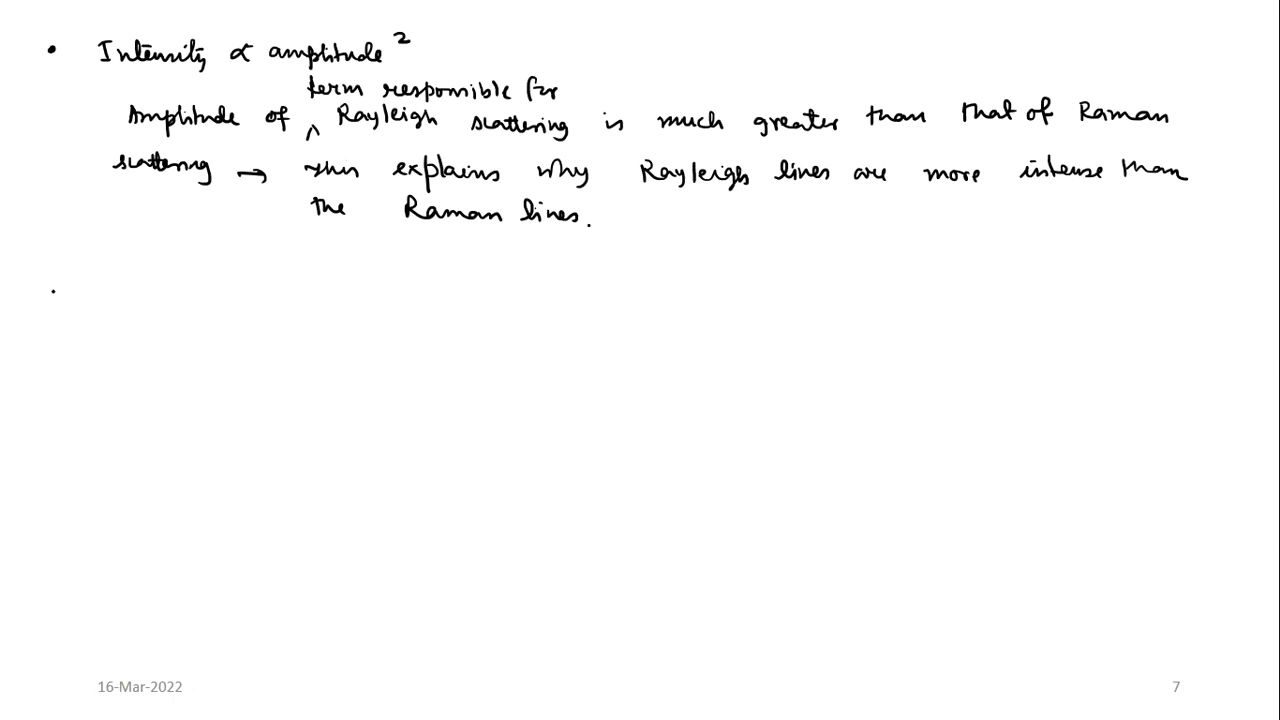 • Intensity ∝ amplitude²
term responsible for
Amplitude of ^ Rayleigh scattering is much greater than that of Raman
scattering → this explains why Rayleigh lines are more intense than
the Raman lines.
•
16-Mar-2022
7